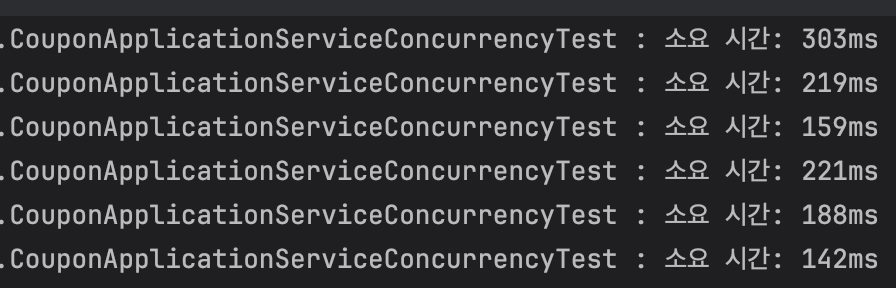 .CouponApplicationServiceConcurrencyTest : 소요 시간: 303ms
.CouponApplicationServiceConcurrencyTest : 소요 시간: 219ms
.CouponApplicationServiceConcurrencyTest : 소요 시간: 159ms
.CouponApplicationServiceConcurrencyTest : 소요 시간: 221ms
.CouponApplicationServiceConcurrencyTest : 소요 시간: 188ms
.CouponApplicationServiceConcurrencyTest : 소요 시간: 142ms